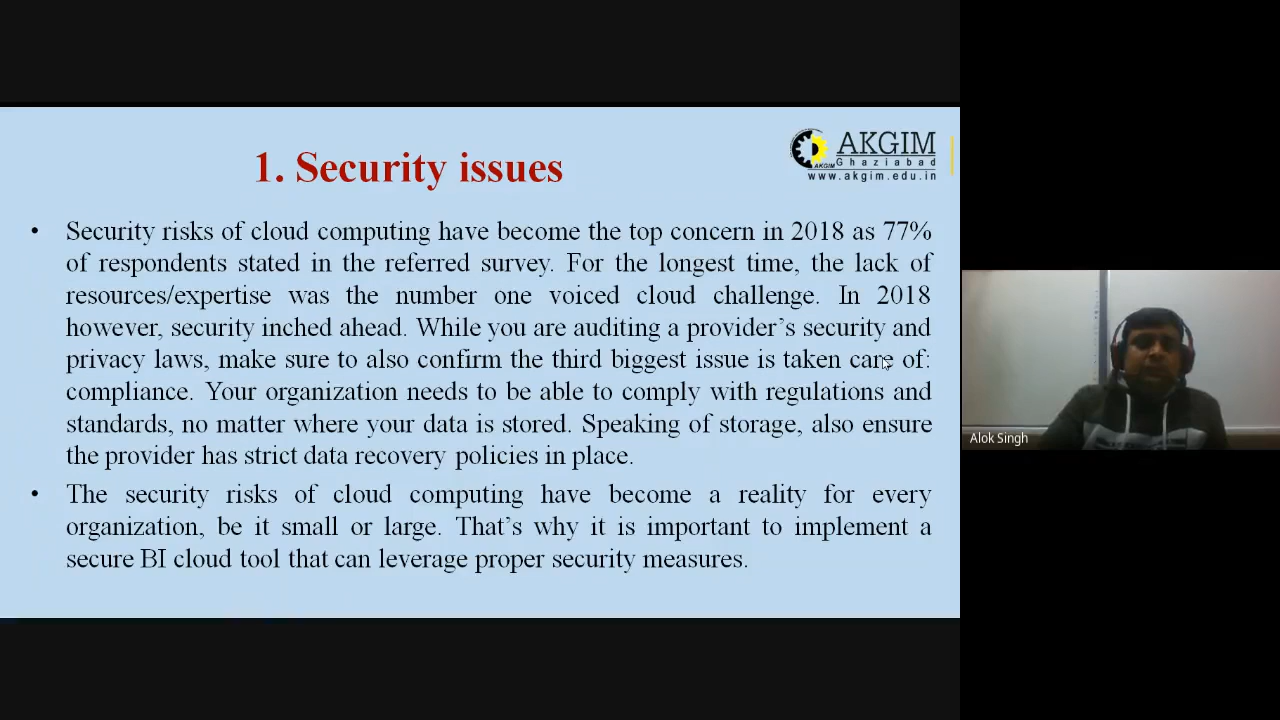 1. Security issues
AKGIM
Ghaziabad
www.akgim.edu.in
AKGIM
• Security risks of cloud computing have become the top concern in 2018 as 77%
of respondents stated in the referred survey. For the longest time, the lack of
resources/expertise was the number one voiced cloud challenge. In 2018
however, security inched ahead. While you are auditing a provider’s security and
privacy laws, make sure to also confirm the third biggest issue is taken care of:
compliance. Your organization needs to be able to comply with regulations and
standards, no matter where your data is stored. Speaking of storage, also ensure
the provider has strict data recovery policies in place.
• The security risks of cloud computing have become a reality for every
organization, be it small or large. That’s why it is important to implement a
secure BI cloud tool that can leverage proper security measures.
Alok Singh